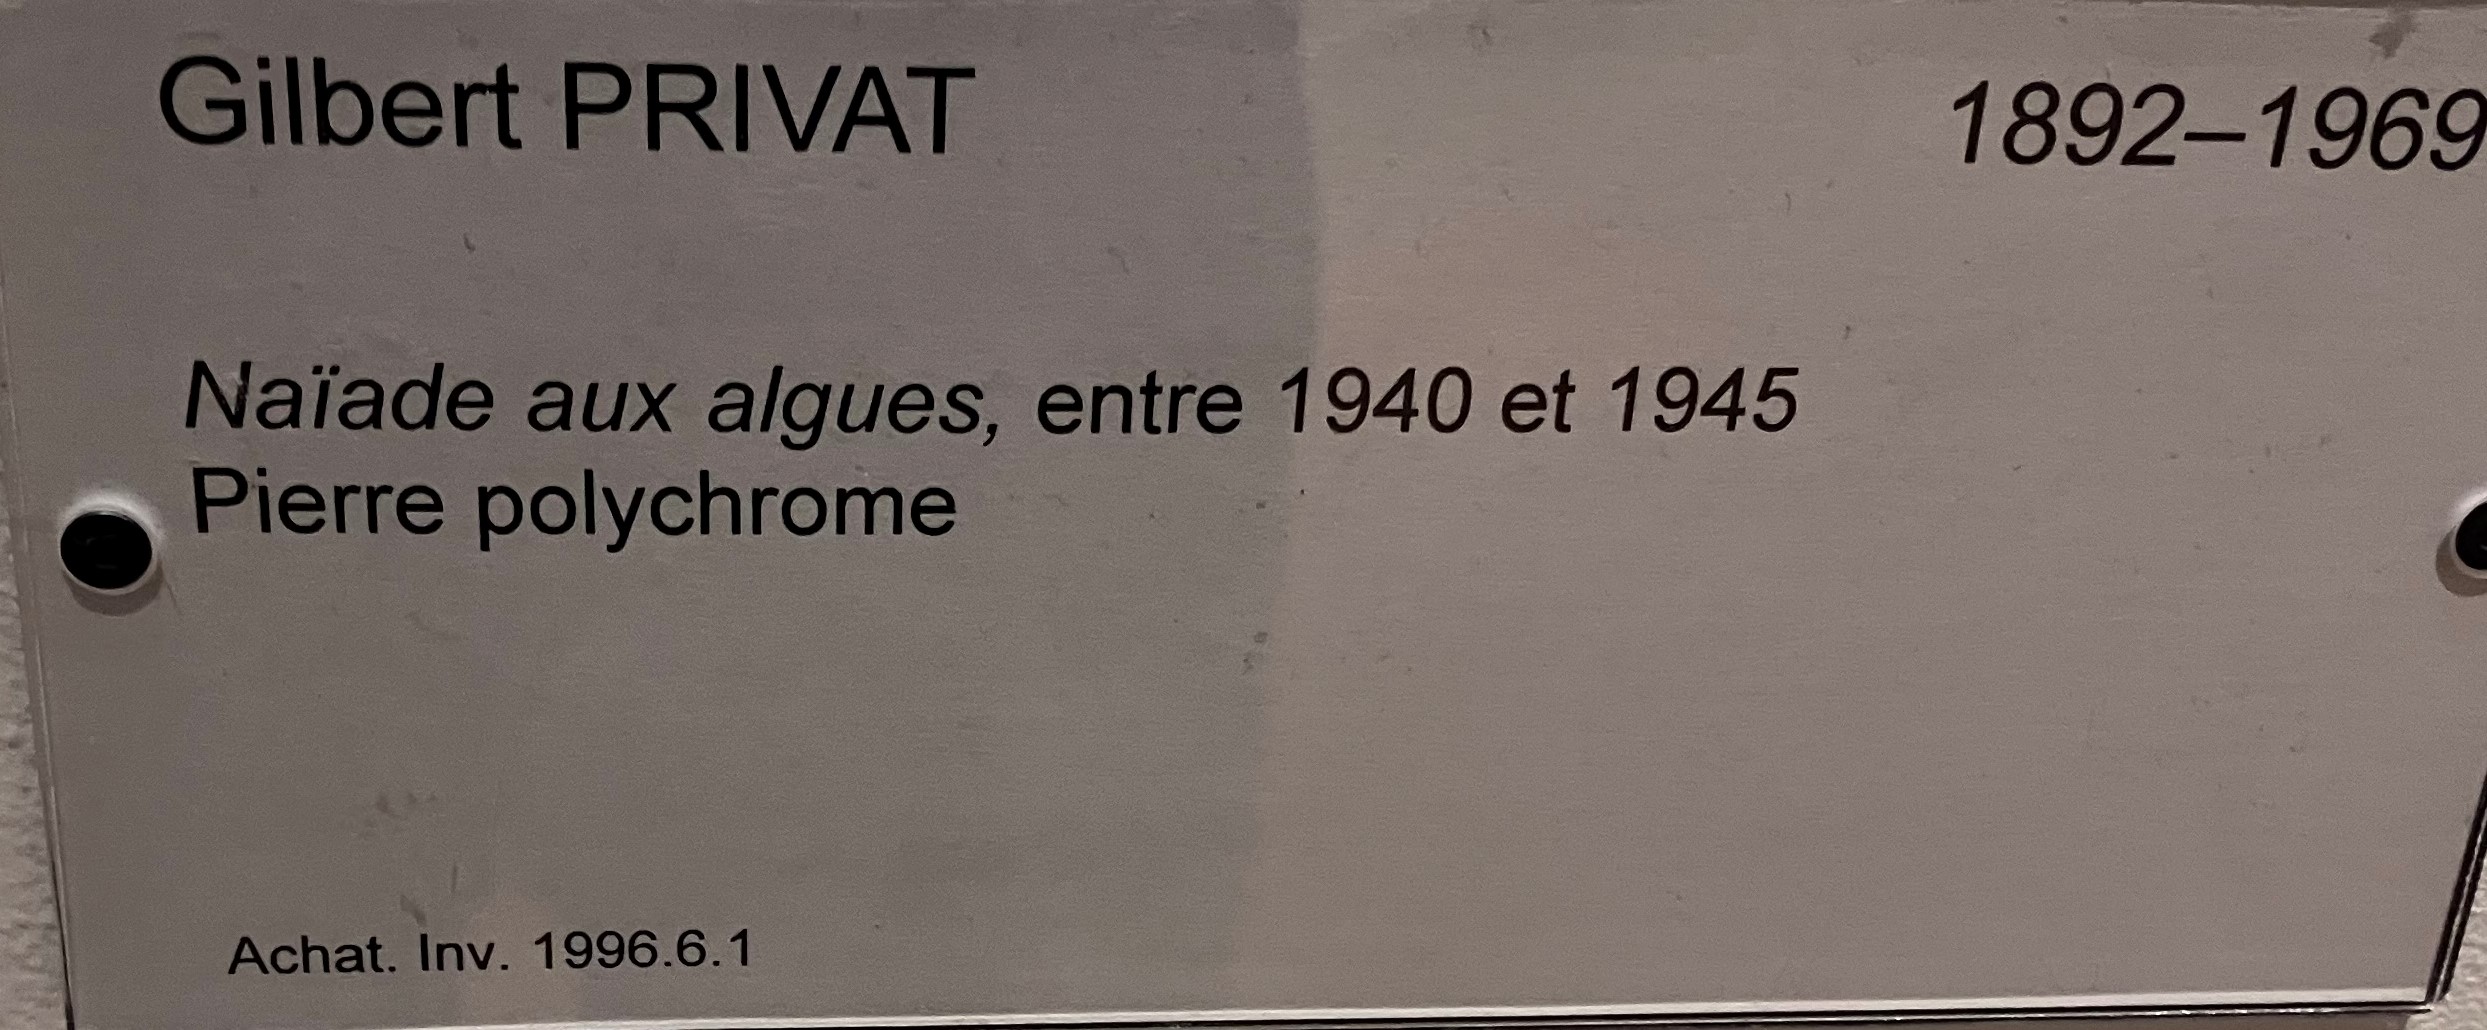 Gilbert PRIVAT 1892–1969
Naïade aux algues, entre 1940 et 1945
Pierre polychrome
Achat. Inv. 1996.6.1